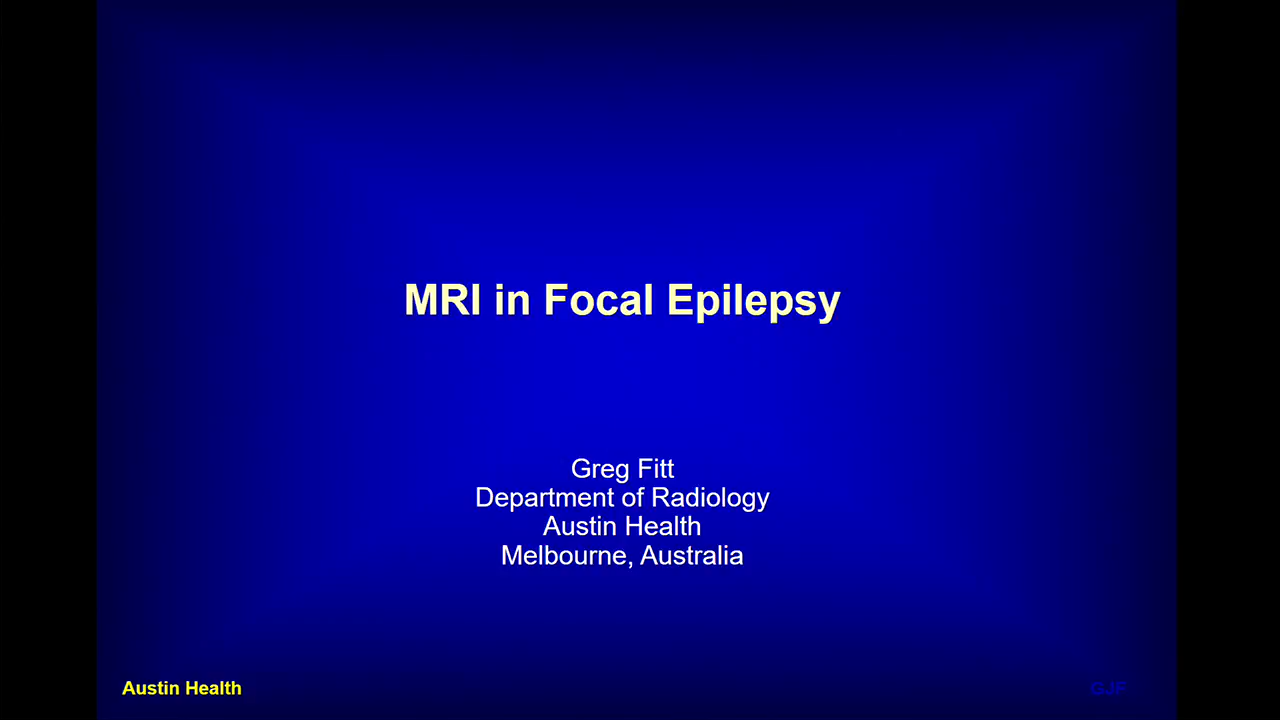 MRI in Focal Epilepsy
Greg Fitt
Department of Radiology
Austin Health
Melbourne, Australia
Austin Health
GJF